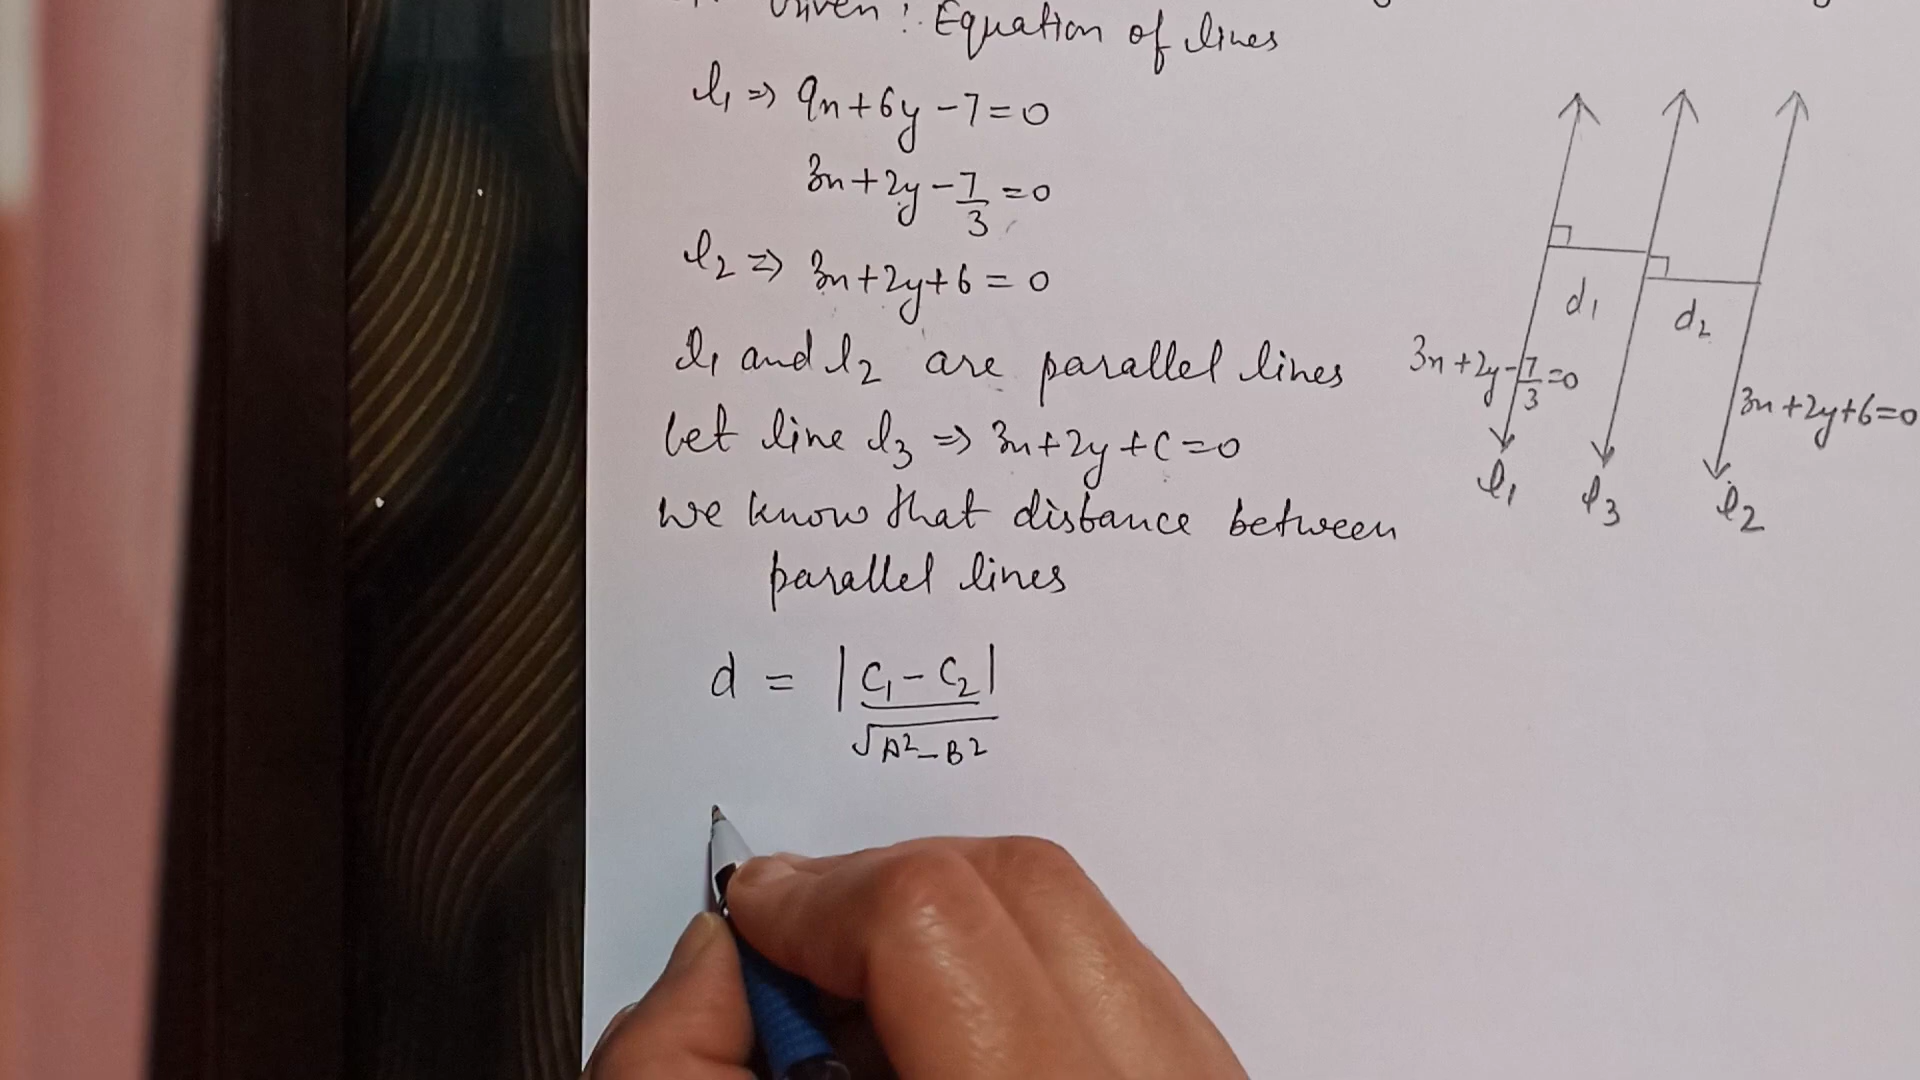 Given: Equation of lines
l₁ ⇒ 9x+6y-7=0
3x+2y-7/3=0
l₂ ⇒ 3x+2y+6=0
l₁ and l₂ are parallel lines
let line l₃ ⇒ 3x+2y+C=0
we know that distance between
parallel lines
d = |C₁-C₂|/√A²-B²
d₁
d₂
3x+2y-7/3=0
3x+2y+6=0
l₁ l₃ l₂